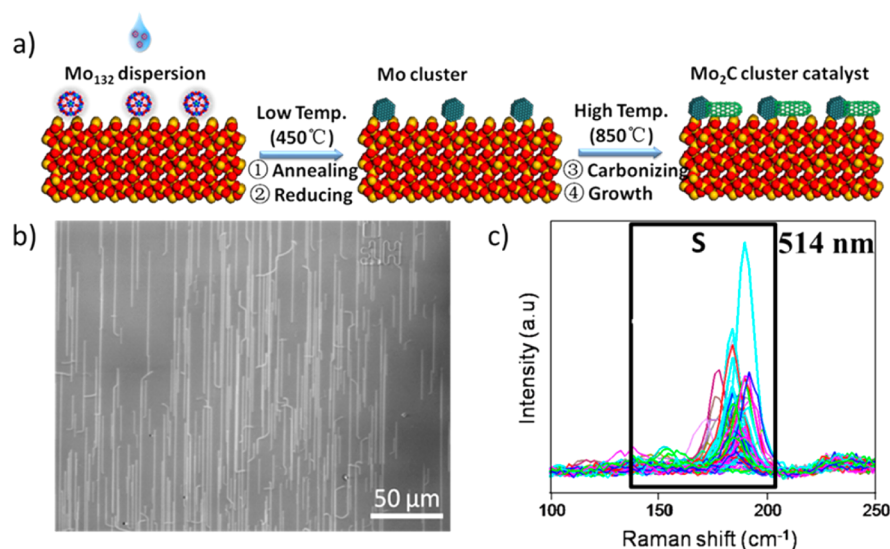 a)
Mo₁₃₂ dispersion
Mo cluster
Mo₂C cluster catalyst
Low Temp.
(450℃)
① Annealing
② Reducing
High Temp.
(850℃)
③ Carbonizing
④ Growth
b)
50 μm
c)
S
514 nm
Intensity (a.u)
100
150
200
250
Raman shift (cm⁻¹)